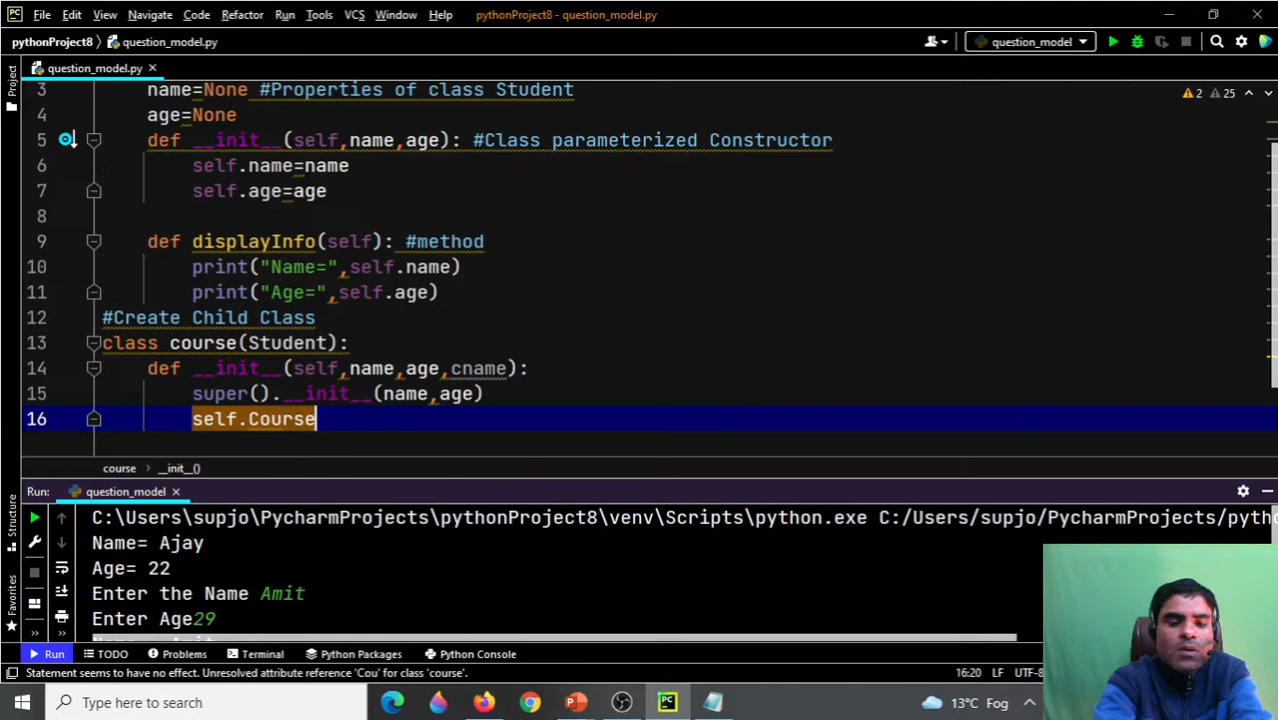 File Edit View Navigate Code Refactor Run Tools VCS Window Help pythonProject8 - question_model.py
pythonProject8 question_model.py question_model
question_model.py
3 name=None #Properties of class Student
2 25
4 age=None
5 def __init__(self,name,age): #Class parameterized Constructor
6 self.name=name
7 self.age=age
8
9 def displayInfo(self): #method
10 print("Name=",self.name)
11 print("Age=",self.age)
12 #Create Child Class
13 class course(Student):
14 def __init__(self,name,age,cname):
15 super().__init__(name,age)
16 self.Course
course __init__()
Run: question_model
C:\Users\supjo\PycharmProjects\pythonProject8\venv\Scripts\python.exe C:/Users/supjo/PycharmProjects/pytho
Name= Ajay
Age= 22
Enter the Name Amit
Enter Age29
Project
Structure
Favorites
Run TODO Problems Terminal Python Packages Python Console
Statement seems to have no effect. Unresolved attribute reference 'Cou' for class 'course'. 16:20 LF UTF-8
Type here to search 13°C Fog